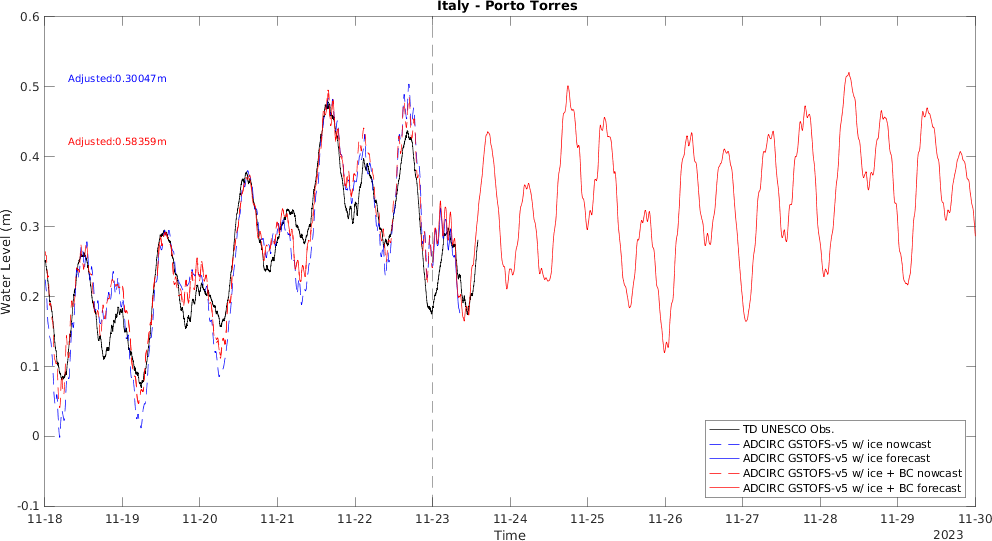 Italy - Porto Torres
0.6
0.5
0.4
0.3
0.2
0.1
0
-0.1
Water Level (m)
Adjusted:0.30047m
Adjusted:0.58359m
TD UNESCO Obs.
ADCIRC GSTOFS-v5 w/ ice nowcast
ADCIRC GSTOFS-v5 w/ ice forecast
ADCIRC GSTOFS-v5 w/ ice + BC nowcast
ADCIRC GSTOFS-v5 w/ ice + BC forecast
11-18 11-19 11-20 11-21 11-22 11-23 11-24 11-25 11-26 11-27 11-28 11-29 11-30
Time
2023